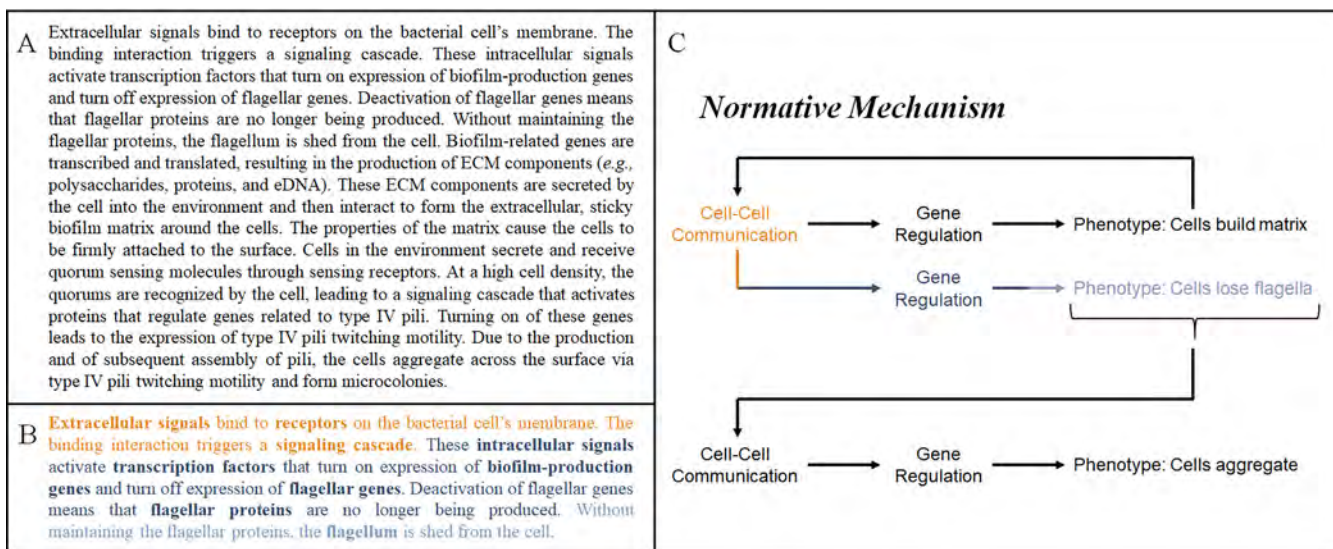 A
Extracellular signals bind to receptors on the bacterial cell's membrane. The
binding interaction triggers a signaling cascade. These intracellular signals
activate transcription factors that turn on expression of biofilm-production genes
and turn off expression of flagellar genes. Deactivation of flagellar genes means
that flagellar proteins are no longer being produced. Without maintaining the
flagellar proteins, the flagellum is shed from the cell. Biofilm-related genes are
transcribed and translated, resulting in the production of ECM components (e.g.,
polysaccharides, proteins, and eDNA). These ECM components are secreted by
the cell into the environment and then interact to form the extracellular, sticky
biofilm matrix around the cells. The properties of the matrix cause the cells to
be firmly attached to the surface. Cells in the environment secrete and receive
quorum sensing molecules through sensing receptors. At a high cell density, the
quorums are recognized by the cell, leading to a signaling cascade that activates
proteins that regulate genes related to type IV pili. Turning on of these genes
leads to the expression of type IV pili twitching motility. Due to the production
and of subsequent assembly of pili, the cells aggregate across the surface via
type IV pili twitching motility and form microcolonies.
B
Extracellular signals bind to receptors on the bacterial cell's membrane. The
binding interaction triggers a signaling cascade. These intracellular signals
activate transcription factors that turn on expression of biofilm-production
genes and turn off expression of flagellar genes. Deactivation of flagellar genes
means that flagellar proteins are no longer being produced. Without
maintaining the flagellar proteins, the flagellum is shed from the cell.
C
Normative Mechanism
Cell-Cell
Communication
Gene
Regulation
Phenotype: Cells build matrix
Gene
Regulation
Phenotype: Cells lose flagella
Cell-Cell
Communication
Gene
Regulation
Phenotype: Cells aggregate